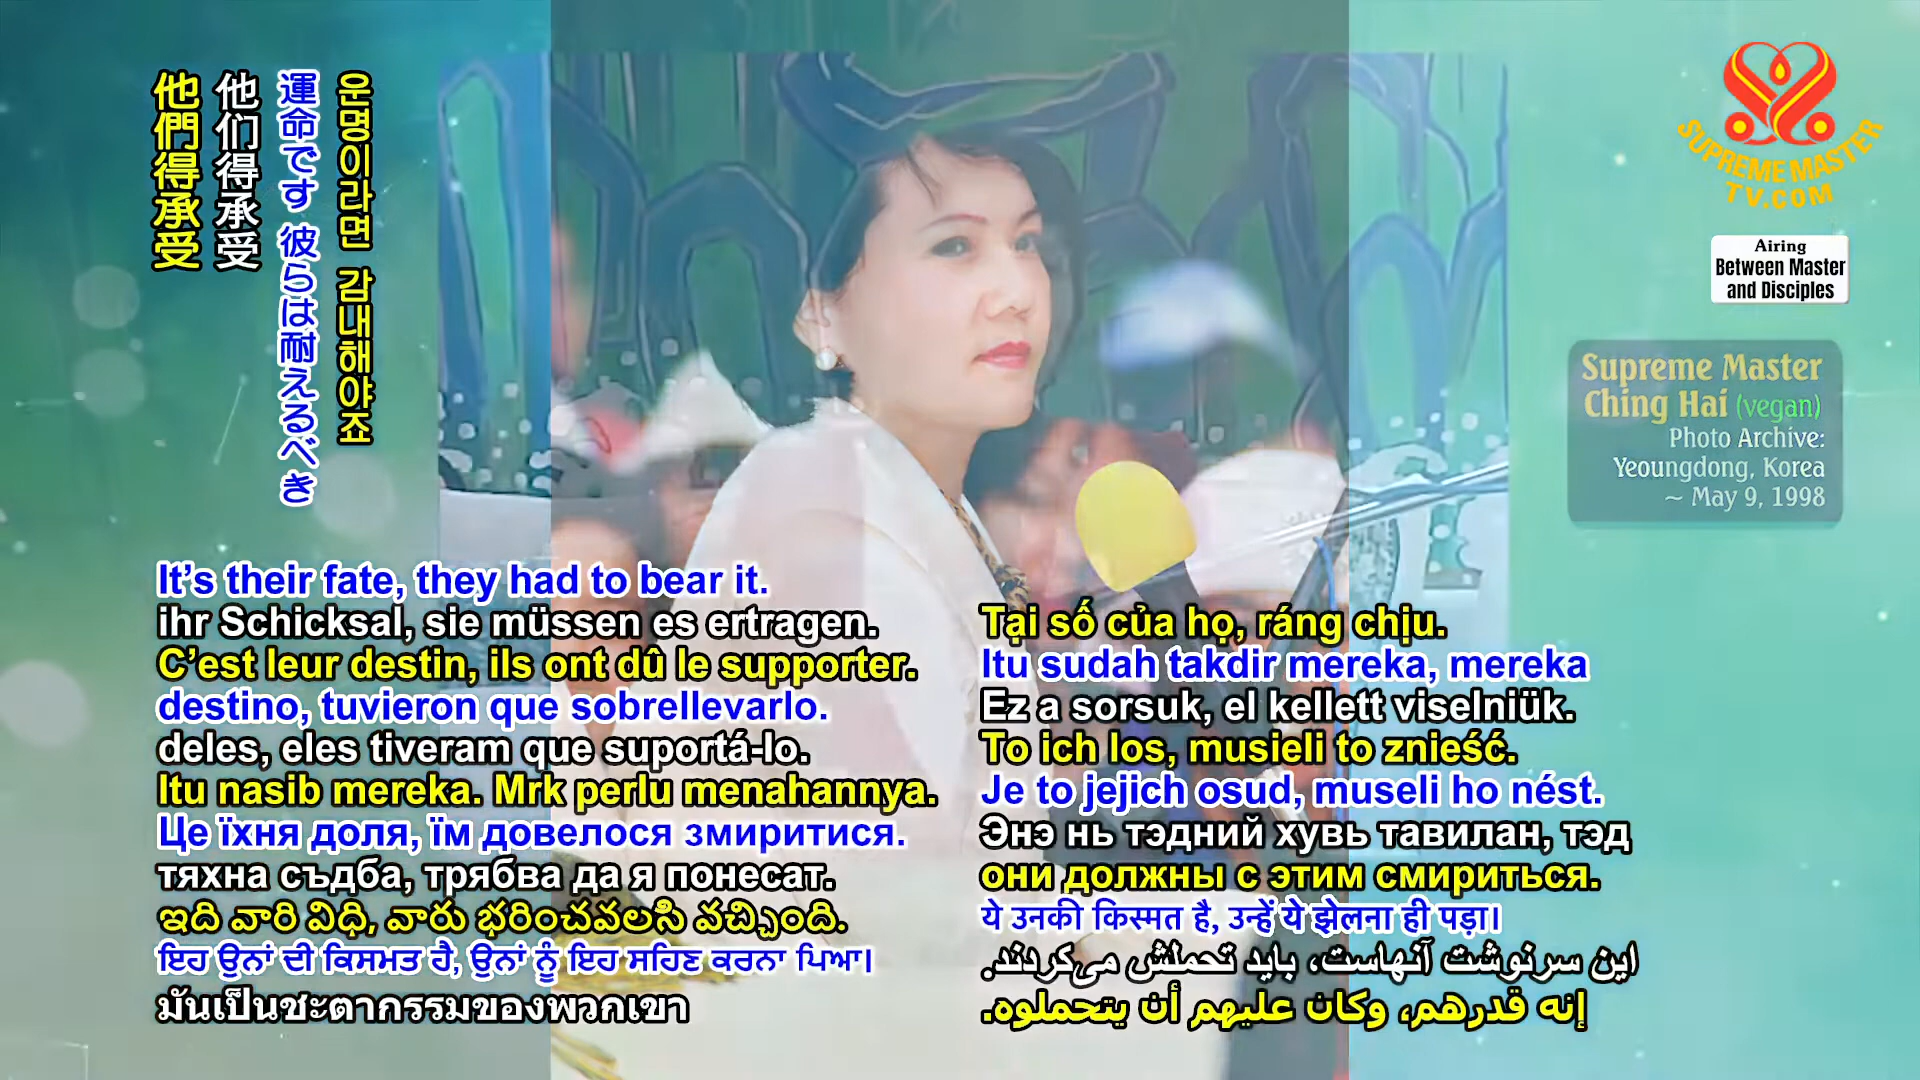 他們得承受
他们得承受
運命です 彼らは耐えるべき
운명이라면 감내해야죠
SUPREME MASTER
TV.COM
Airing
Between Master
and Disciples
Supreme Master
Ching Hai (vegan)
Photo Archive:
Yeoungdong, Korea
~ May 9, 1998
It's their fate, they had to bear it.
ihr Schicksal, sie müssen es ertragen.
C'est leur destin, ils ont dû le supporter.
destino, tuvieron que sobrellevarlo.
deles, eles tiveram que suportá-lo.
Itu nasib mereka. Mrk perlu menahannya.
Це їхня доля, їм довелося змиритися.
тяхна съдба, трябва да я понесат.
ఇది వారి విధి, వారు భరించవలసి వచ్చింది.
ਇਹ ਉਨਾਂ ਦੀ ਕਿਸਮਤ ਹੈ, ਉਨਾਂ ਨੂੰ ਇਹ ਸਹਿਣ ਕਰਨਾ ਪਿਆ।
มันเป็นชะตากรรมของพวกเขา
Tại số của họ, ráng chịu.
Itu sudah takdir mereka, mereka
Ez a sorsuk, el kellett viselniük.
To ich los, musieli to znieść.
Je to jejich osud, museli ho nést.
Энэ нь тэдний хувь тавилан, тэд
они должны с этим смириться.
ये उनकी किस्मत है, उन्हें ये झेलना ही पड़ा।
این سرنوشت آنهاست، باید تحملش می‌کردند.
إنه قدرهم، وكان عليهم أن يتحملوه.